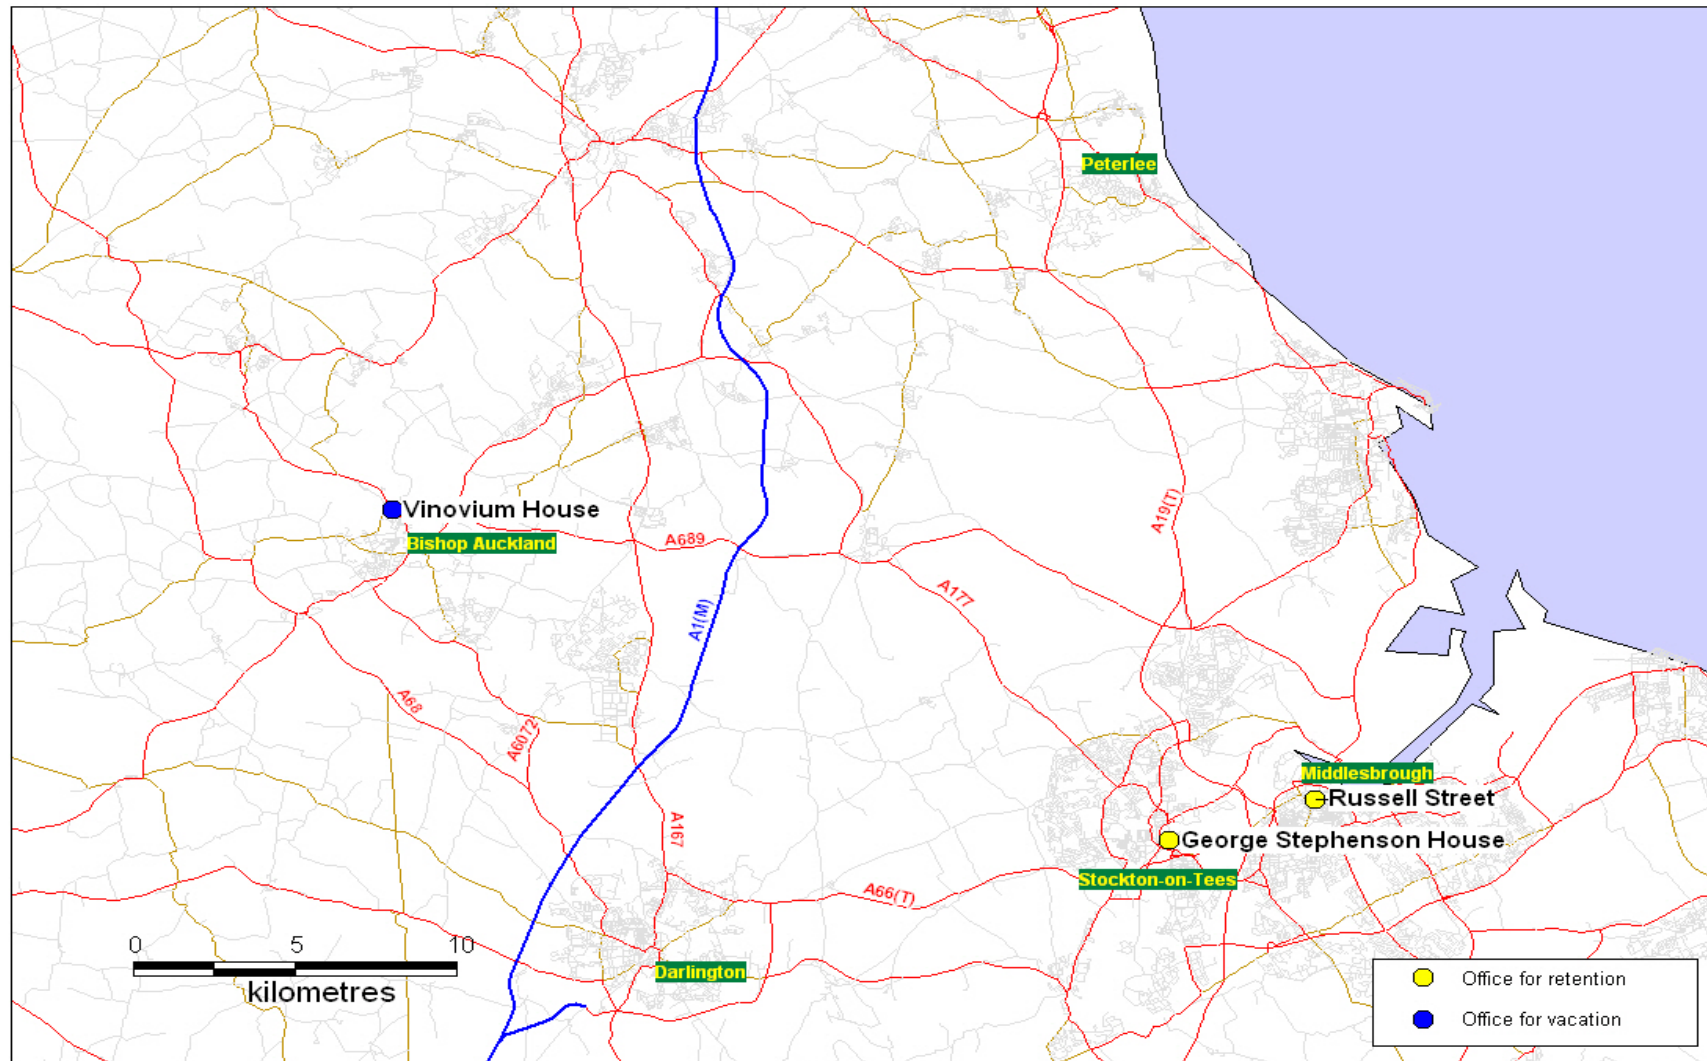 Peterlee
Vinovium House
Bishop Auckland
A689
A19(T)
A177
A1(M)
A68
A6072
Middlesbrough
Russell Street
A167
George Stephenson House
Stockton-on-Tees
A66(T)
0 5 10
kilometres
Darlington
Office for retention
Office for vacation